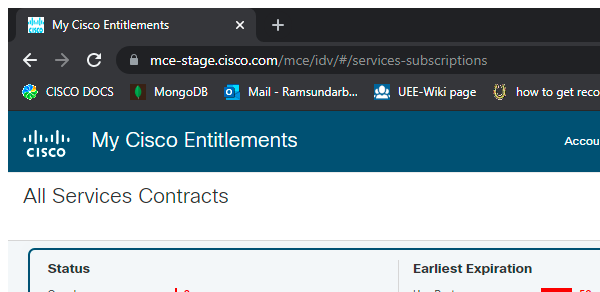 My Cisco Entitlements
mce-stage.cisco.com/mce/idv/#/services-subscriptions
CISCO DOCS MongoDB Mail - Ramsundarb... UEE-Wiki page how to get reco
CISCO My Cisco Entitlements Accou
All Services Contracts
Status Earliest Expiration